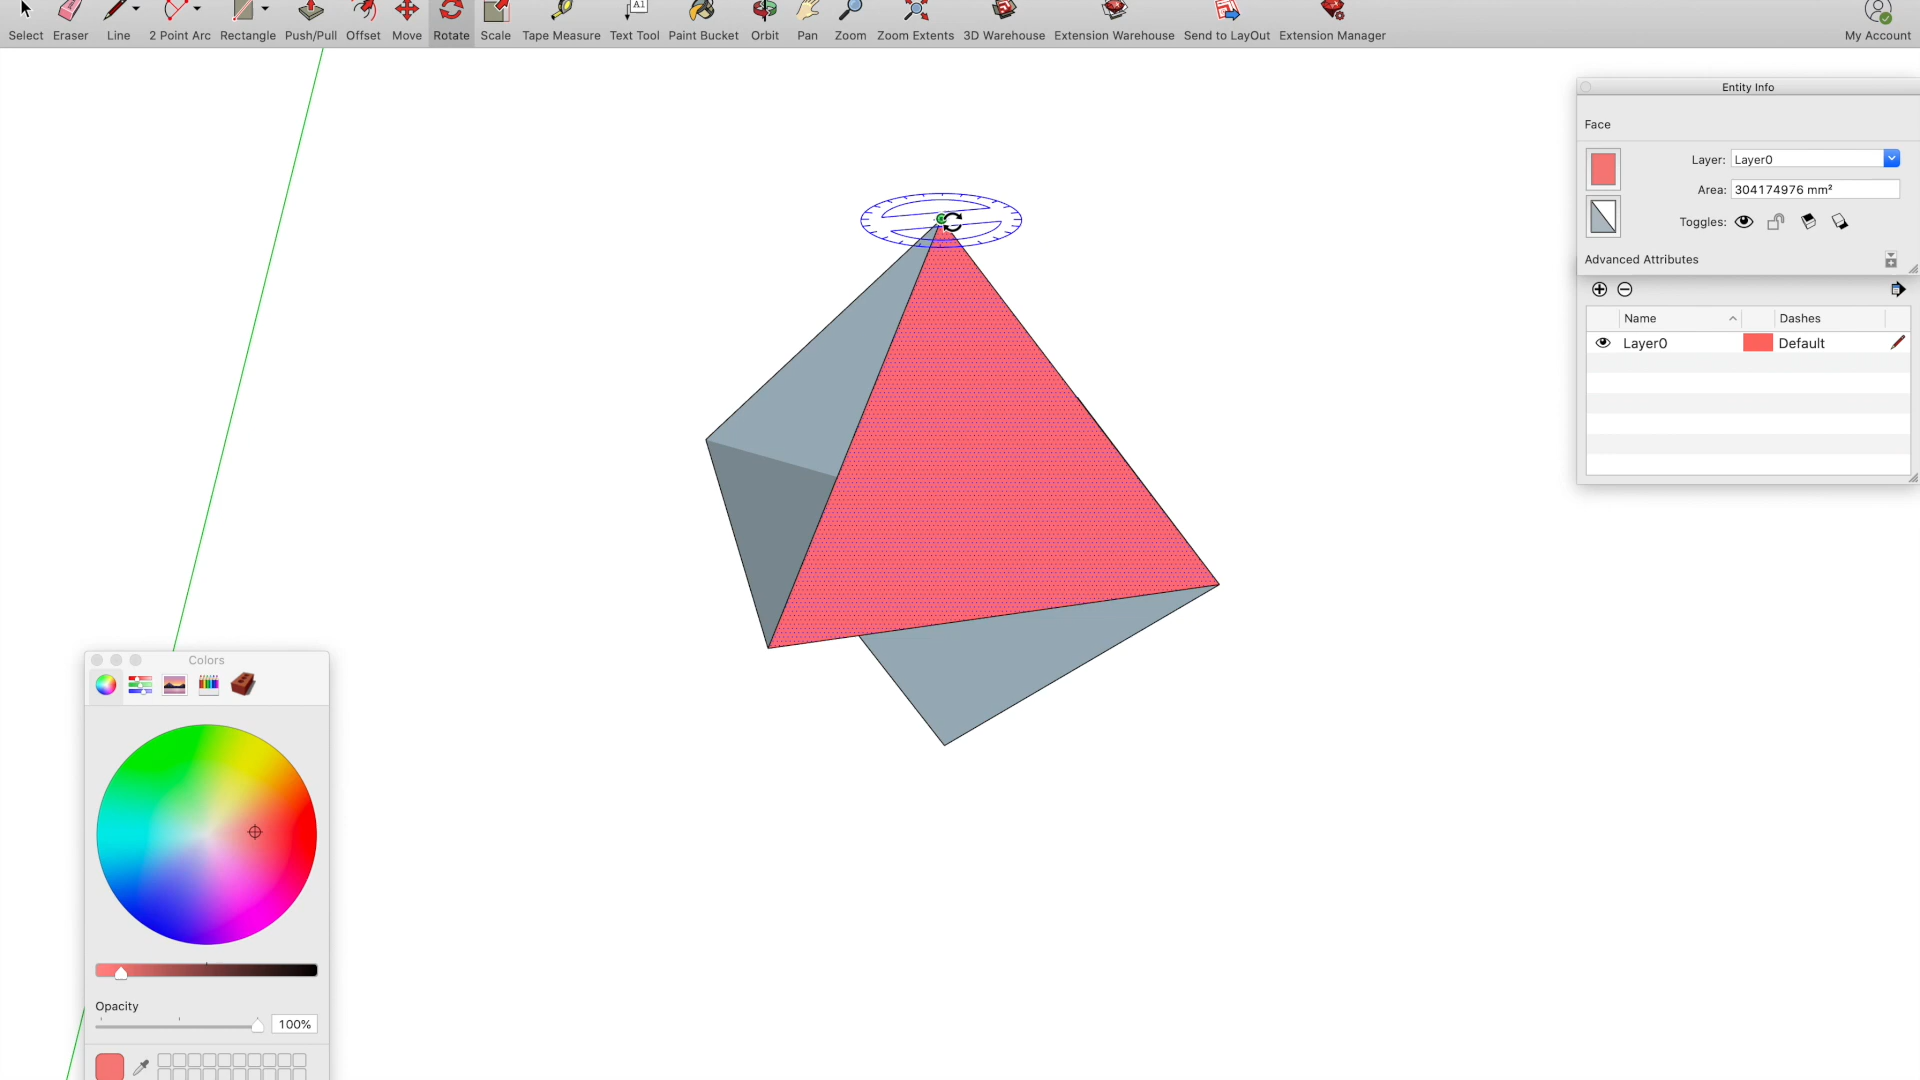 A1
Select Eraser Line 2 Point Arc Rectangle Push/Pull Offset Move Rotate Scale Tape Measure Text Tool Paint Bucket Orbit Pan Zoom Zoom Extents 3D Warehouse Extension Warehouse Send to LayOut Extension Manager My Account
Entity Info
Face
Layer: Layer0
Area: 304174976 mm²
Toggles:
Advanced Attributes
Name Dashes
Layer0 Default
Colors
Opacity
100%